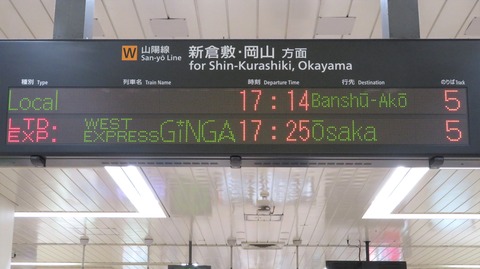 W 山陽線 San-yō Line 新倉敷・岡山 方面
for Shin-Kurashiki, Okayama
種別 Type 列車名 Train Name 時刻 Departure Time 行先 Destination のりば Track
Local 17:14 Banshū-Akō 5
LTD. EXP. WEST EXPRESS GiNGA 17:25 Ōsaka 5